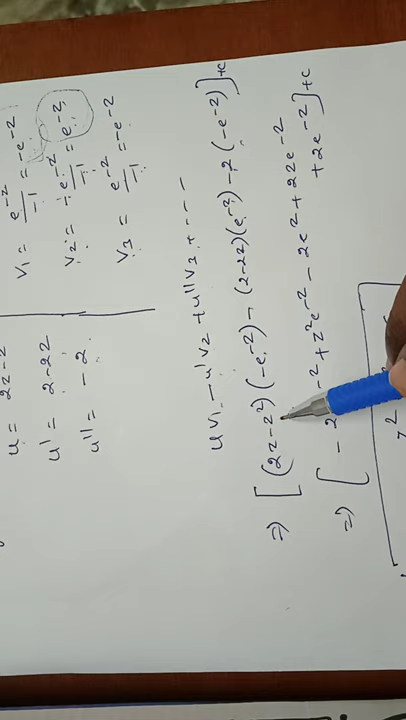 u = 2z-z
u' = 2-2z
u'' = -2
v₁ = e^-z/-1 = -e^-z
v₂ = -e^-z/-1 = e^-z
v₃ = e^-z/-1 = -e^-z
uv₁ - u'v₂ + u''v₃ + ---
⇒ [(2z-z²)(-e^-z) - (2-2z)(e^-z) - 2(-e^-z)]+c
⇒ [- 2 ^-z + z²e^-z - 2e^z + 2ze^-z
+ 2e^-z]+c
z²